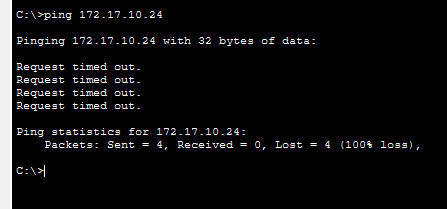 C:\>ping 172.17.10.24
Pinging 172.17.10.24 with 32 bytes of data:
Request timed out.
Request timed out.
Request timed out.
Request timed out.
Ping statistics for 172.17.10.24:
Packets: Sent = 4, Received = 0, Lost = 4 (100% loss),
C:\>